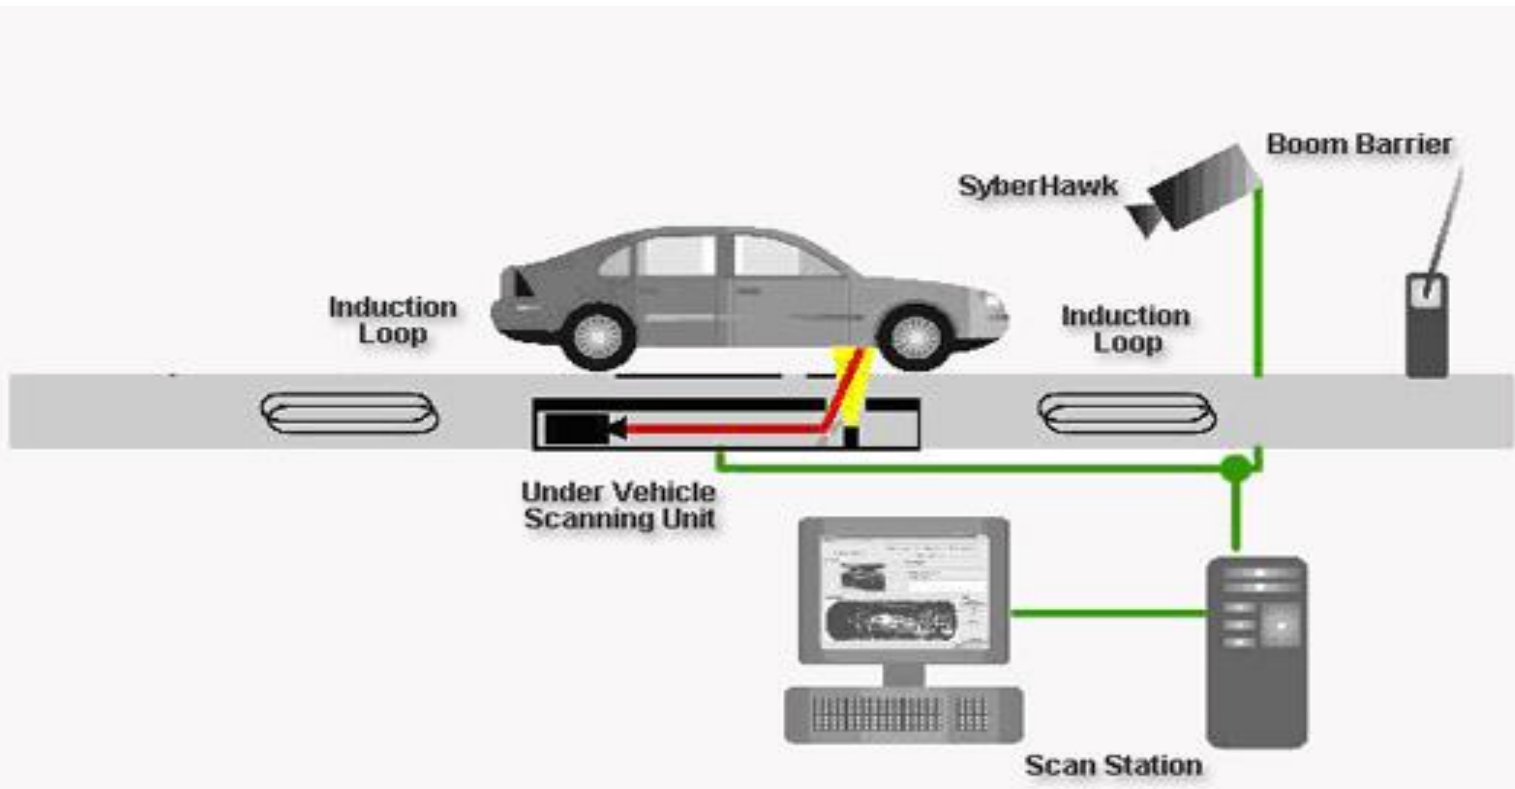 Boom Barrier
SyberHawk
Induction
Loop
Induction
Loop
Under Vehicle
Scanning Unit
Scan Station